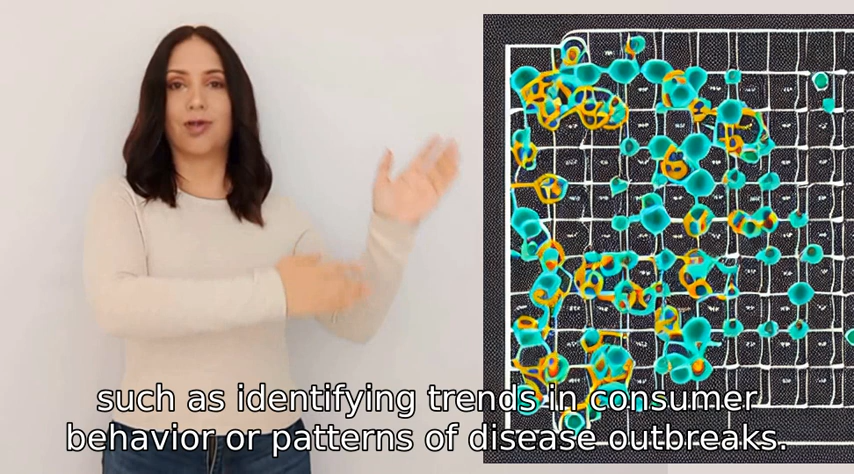 such as identifying trends in consumer
behavior or patterns of disease outbreaks.